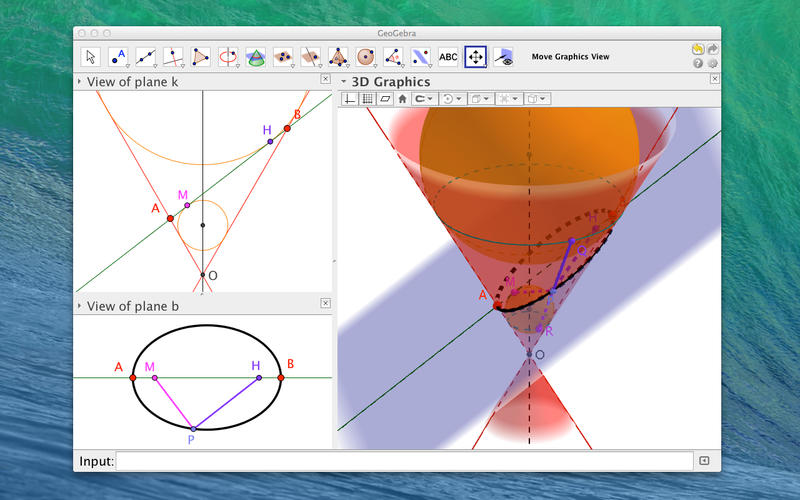 GeoGebra
A
ABC
Move Graphics View
View of plane k
H
B
M
A
O
View of plane b
A
M
H
B
P
3D Graphics
H
A
M
A
P
R
O
Input: